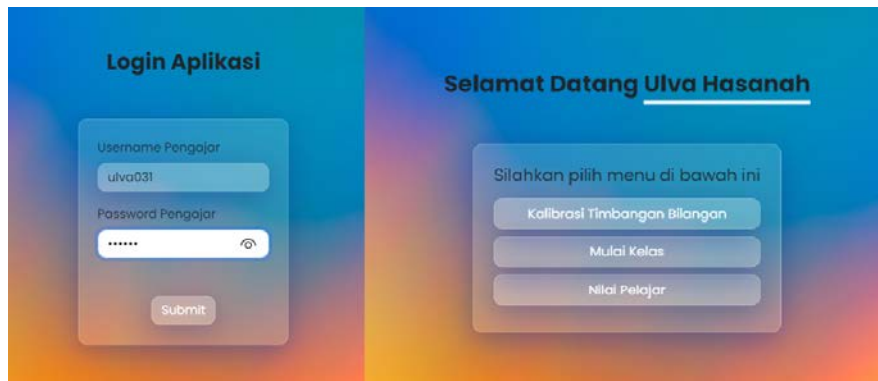 Login Aplikasi
Username Pengajar
ulva031
Password Pengajar
••••••
Submit
Selamat Datang Ulva Hasanah
Silahkan pilih menu di bawah ini
Kalibrasi Timbangan Bilangan
Mulai Kelas
Nilai Pelajar